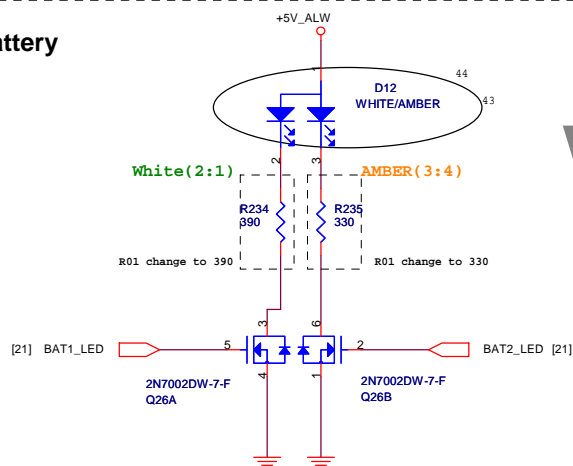 +5V_ALW
attery
1
D12
WHITE/AMBER
44
43
2
3
White(2:1)
AMBER(3:4)
R234
390
R235
330
R01 change to 390
R01 change to 330
3
6
[21] BAT1_LED
5
2
BAT2_LED [21]
4
1
2N7002DW-7-F
Q26A
2N7002DW-7-F
Q26B